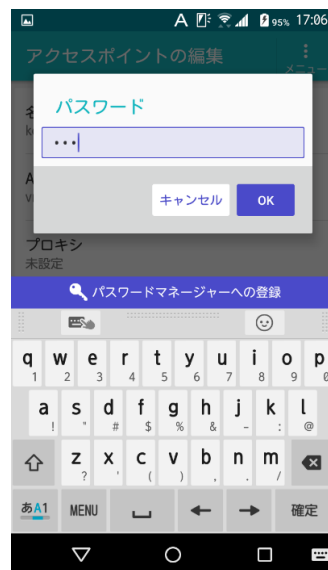 A 95% 17:06
アクセスポイントの編集
メニュー
パスワード
•••
キャンセル OK
プロキシ
未設定
パスワードマネージャーへの登録
q w e r t y u i o p
1 2 3 4 5 6 7 8 9 0
a s d f g h j k l
! " # $ % & - : @
z x c v b n m
? ' ( ) , . /
あA1 MENU ← → 確定